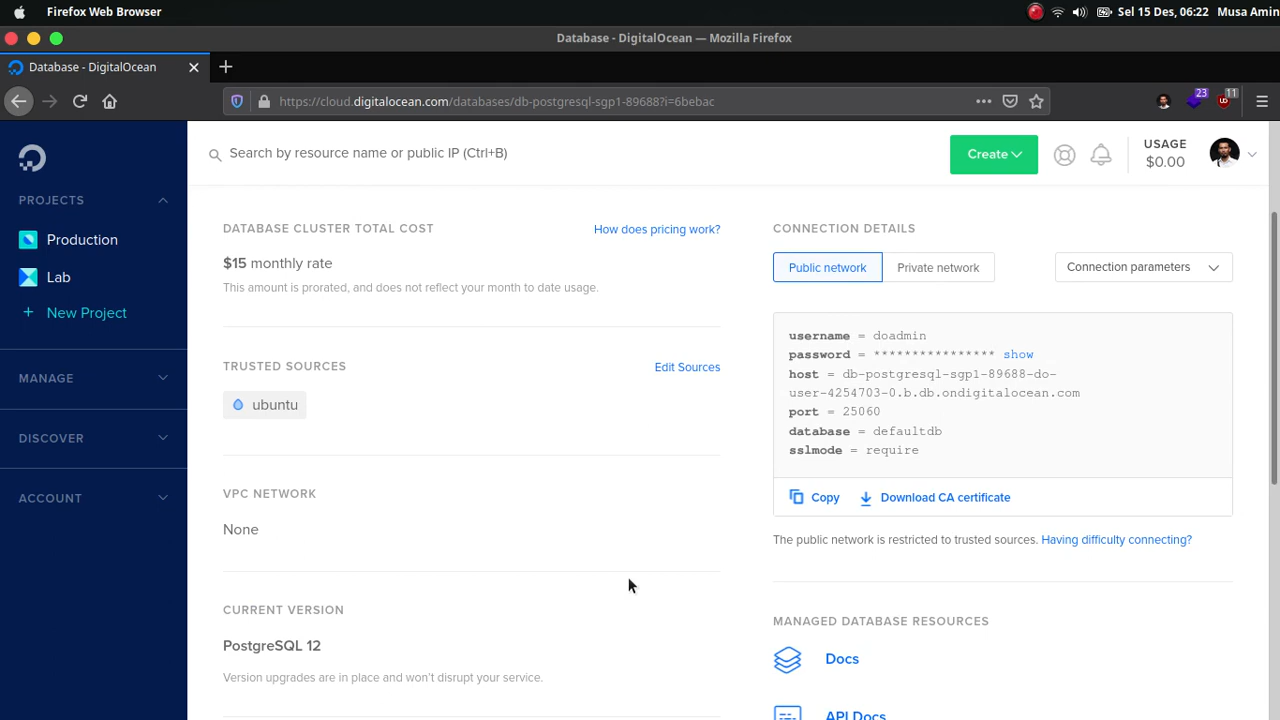 Firefox Web Browser
Sel 15 Des, 06:22 Musa Amin
Database - DigitalOcean — Mozilla Firefox
Database - DigitalOcean
https://cloud.digitalocean.com/databases/db-postgresql-sgp1-89688?i=6bebac
23
11
Search by resource name or public IP (Ctrl+B)
Create
USAGE
$0.00
PROJECTS
Production
Lab
+ New Project
MANAGE
DISCOVER
ACCOUNT
DATABASE CLUSTER TOTAL COST
How does pricing work?
$15 monthly rate
This amount is prorated, and does not reflect your month to date usage.
TRUSTED SOURCES
Edit Sources
ubuntu
VPC NETWORK
None
CURRENT VERSION
PostgreSQL 12
Version upgrades are in place and won't disrupt your service.
CONNECTION DETAILS
Public network
Private network
Connection parameters
username = doadmin
password = **************** show
host = db-postgresql-sgp1-89688-do-
user-4254703-0.b.db.ondigitalocean.com
port = 25060
database = defaultdb
sslmode = require
Copy
Download CA certificate
The public network is restricted to trusted sources. Having difficulty connecting?
MANAGED DATABASE RESOURCES
Docs
API Docs